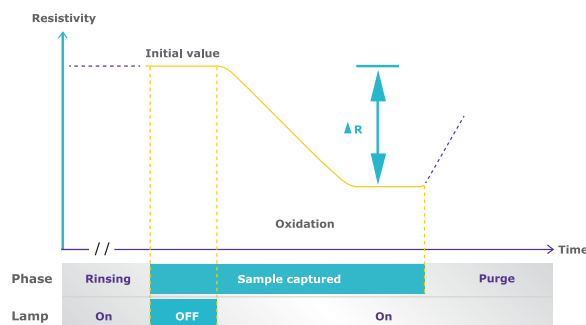 Resistivity
Initial value
▲ R
Oxidation
Time
Phase Rinsing Sample captured Purge
Lamp On OFF On